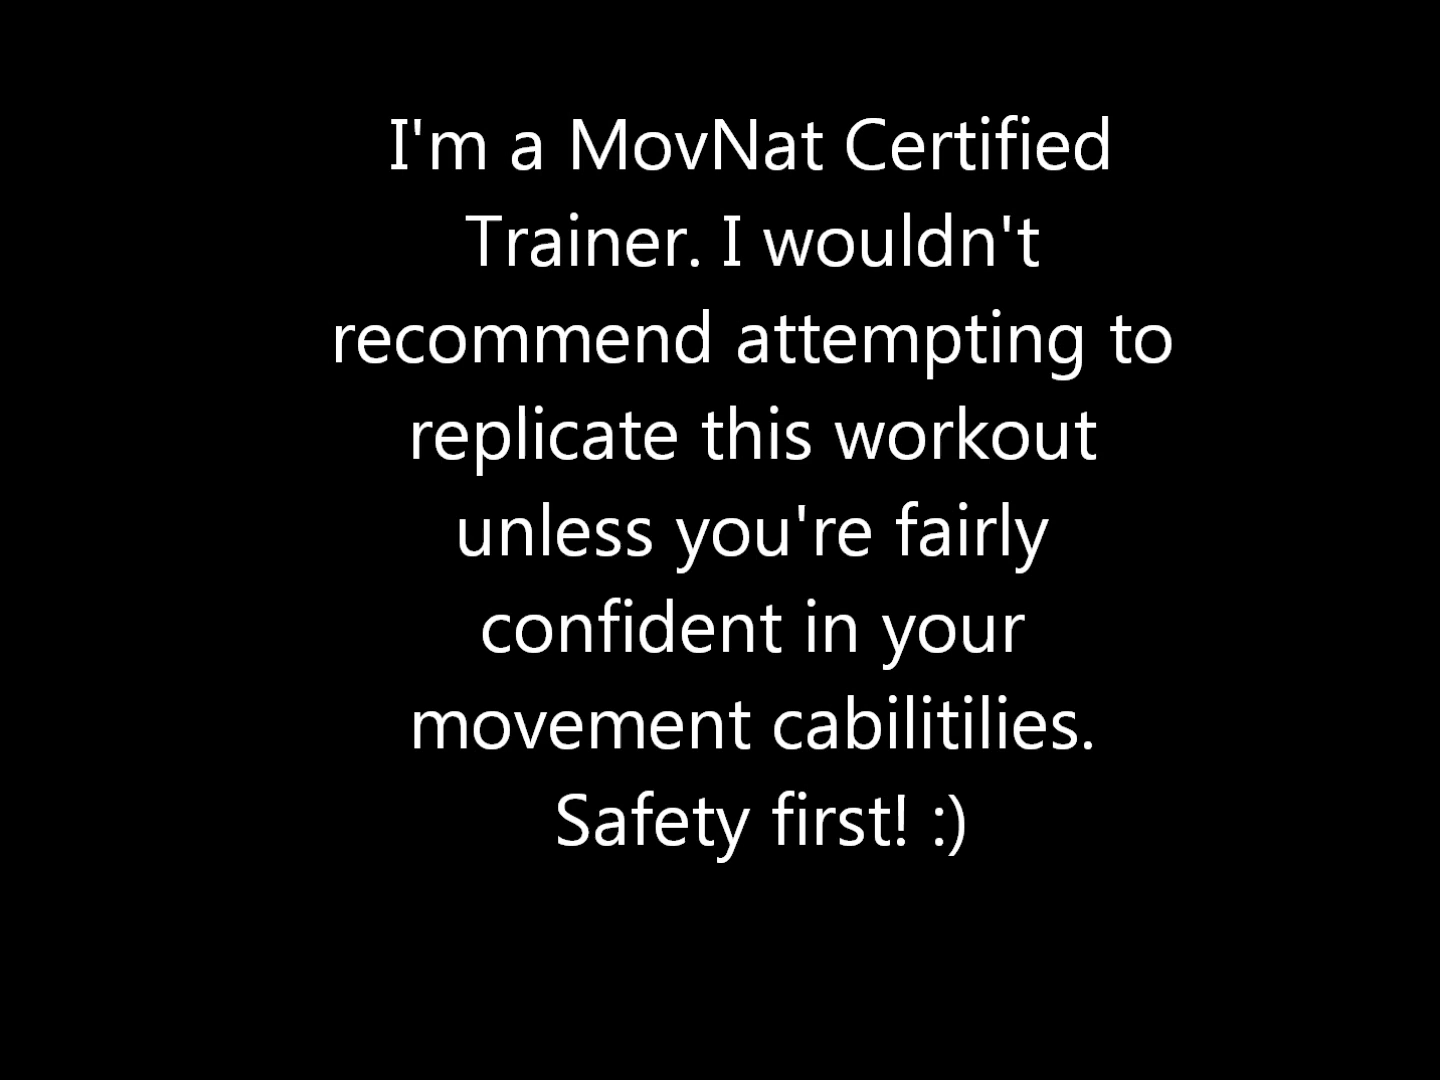 I'm a MovNat Certified
Trainer. I wouldn't
recommend attempting to
replicate this workout
unless you're fairly
confident in your
movement cabilitilies.
Safety first! :)